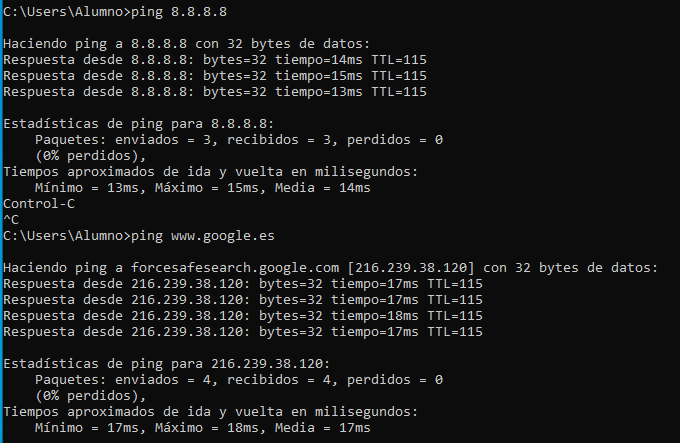 C:\Users\Alumno>ping 8.8.8.8
Haciendo ping a 8.8.8.8 con 32 bytes de datos:
Respuesta desde 8.8.8.8: bytes=32 tiempo=14ms TTL=115
Respuesta desde 8.8.8.8: bytes=32 tiempo=15ms TTL=115
Respuesta desde 8.8.8.8: bytes=32 tiempo=13ms TTL=115
Estadísticas de ping para 8.8.8.8:
    Paquetes: enviados = 3, recibidos = 3, perdidos = 0
    (0% perdidos),
Tiempos aproximados de ida y vuelta en milisegundos:
    Mínimo = 13ms, Máximo = 15ms, Media = 14ms
Control-C
^C
C:\Users\Alumno>ping www.google.es
Haciendo ping a forcesafesearch.google.com [216.239.38.120] con 32 bytes de datos:
Respuesta desde 216.239.38.120: bytes=32 tiempo=17ms TTL=115
Respuesta desde 216.239.38.120: bytes=32 tiempo=17ms TTL=115
Respuesta desde 216.239.38.120: bytes=32 tiempo=18ms TTL=115
Respuesta desde 216.239.38.120: bytes=32 tiempo=17ms TTL=115
Estadísticas de ping para 216.239.38.120:
    Paquetes: enviados = 4, recibidos = 4, perdidos = 0
    (0% perdidos),
Tiempos aproximados de ida y vuelta en milisegundos:
    Mínimo = 17ms, Máximo = 18ms, Media = 17ms